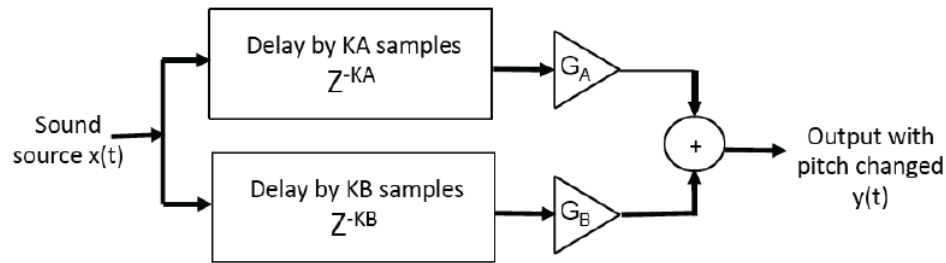 Delay by KA samples
Z-KA
GA
Sound
source x(t)
+
Output with
pitch changed
y(t)
Delay by KB samples
Z-KB
GB